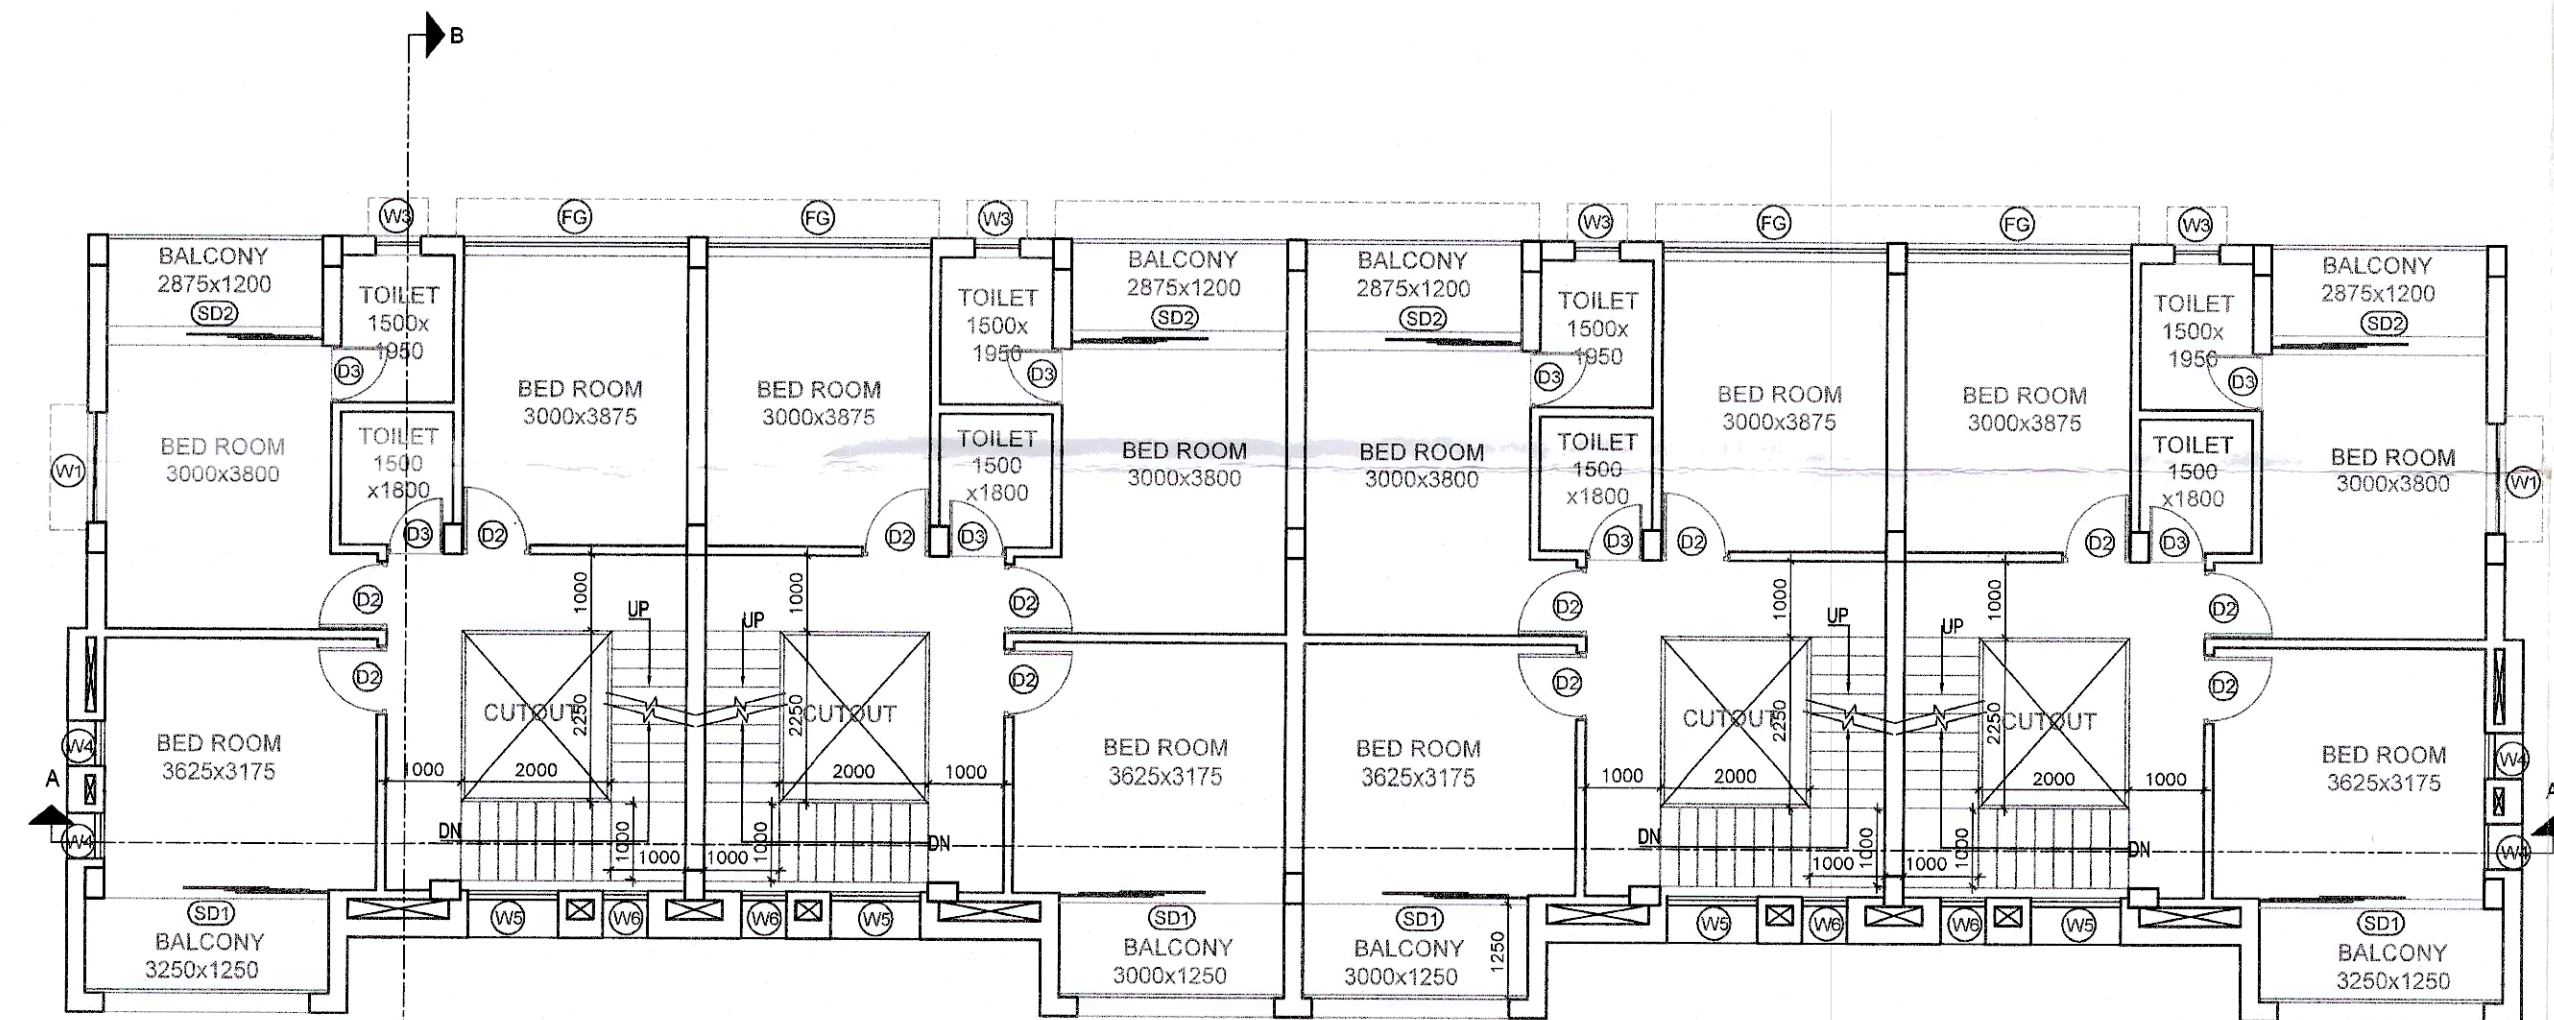 B
W3
FG
FG
W3
W3
FG
FG
W3
BALCONY
2875x1200
SD2
TOILET
1500x
1950
D3
BED ROOM
3000x3875
BED ROOM
3000x3875
TOILET
1500x
1950
D3
BALCONY
2875x1200
SD2
BALCONY
2875x1200
SD2
TOILET
1500x
1950
D3
BED ROOM
3000x3875
BED ROOM
3000x3875
TOILET
1500x
1950
D3
BALCONY
2875x1200
SD2
W1
BED ROOM
3000x3800
TOILET
1500
x1800
D3
D2
D2
TOILET
1500
x1800
D3
BED ROOM
3000x3800
BED ROOM
3000x3800
TOILET
1500
x1800
D3
D2
D2
TOILET
1500
x1800
D3
BED ROOM
3000x3800
W1
D2
1000
UP
UP
1000
D2
D2
1000
UP
UP
1000
D2
D2
CUTOUT
2250
2250
CUTOUT
D2
D2
CUTOUT
2250
2250
CUTOUT
D2
W4
BED ROOM
3625x3175
1000
2000
2000
1000
BED ROOM
3625x3175
BED ROOM
3625x3175
1000
2000
2000
1000
BED ROOM
3625x3175
W4
A
A
W4
DN
1000
1000
1000
1000
DN
DN
1000
1000
1000
1000
DN
W4
SD1
BALCONY
3250x1250
W5
W6
W6
W5
SD1
BALCONY
3000x1250
SD1
BALCONY
3000x1250
1250
W5
W6
W6
W5
SD1
BALCONY
3250x1250